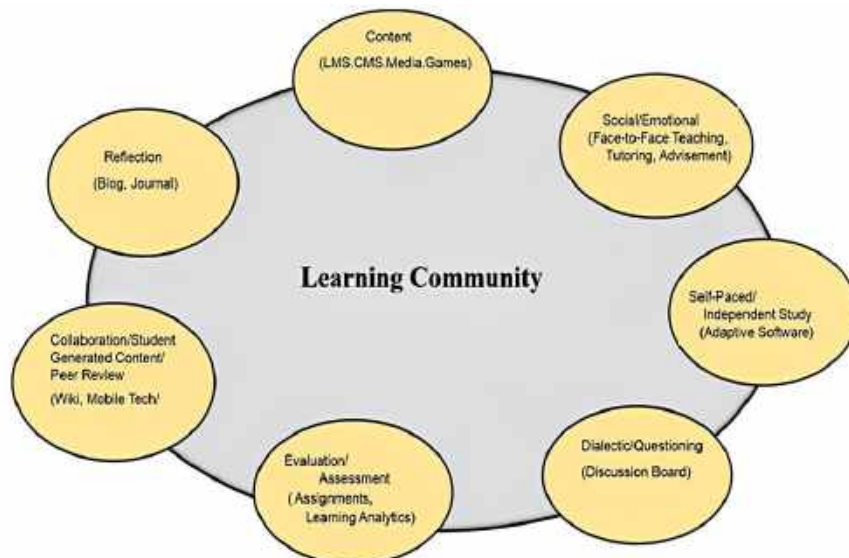 Content
(LMS.CMS.Media.Games)
Social/Emotional
(Face-to-Face Teaching,
Tutoring, Advisement)
Reflection
(Blog, Journal)
Learning Community
Self-Paced/
Independent Study
(Adaptive Software)
Collaboration/Student
Generated Content/
Peer Review
(Wiki, Mobile Tech/
Dialectic/Questioning
(Discussion Board)
Evaluation/
Assessment
( Assignments,
Learning Analytics)